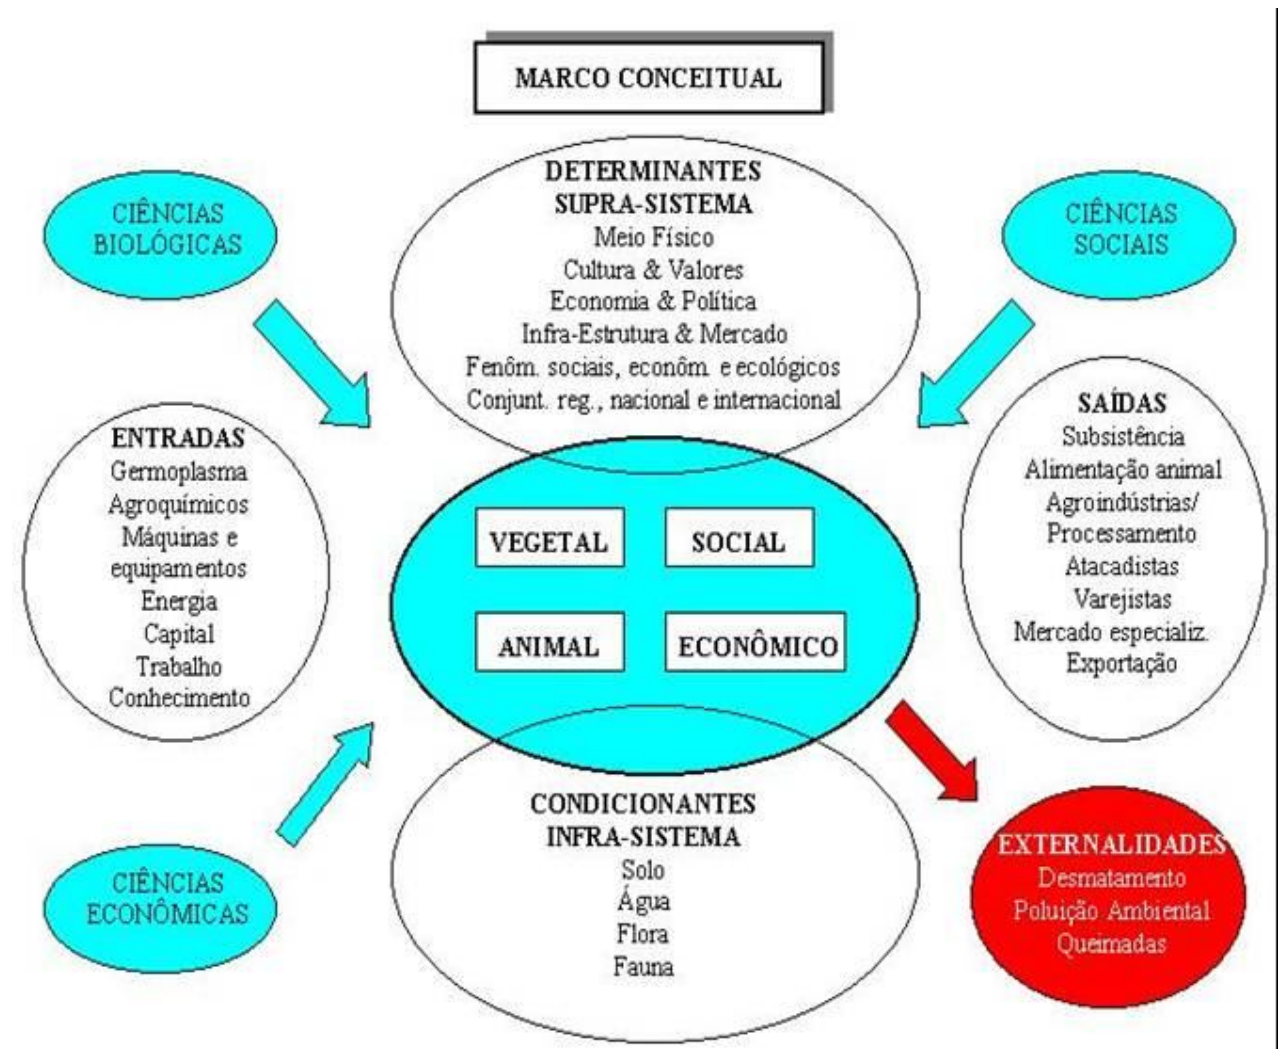 MARCO CONCEITUAL
DETERMINANTES
SUPRA-SISTEMA
Meio Físico
Cultura & Valores
Economia & Política
Infra-Estrutura & Mercado
Fenôm. sociais, econôm. e ecológicos
Conjunt. reg., nacional e internacional
CIÊNCIAS
BIOLÓGICAS
CIÊNCIAS
SOCIAIS
ENTRADAS
Germoplasma
Agroquímicos
Máquinas e
equipamentos
Energia
Capital
Trabalho
Conhecimento
VEGETAL
SOCIAL
ANIMAL
ECONÔMICO
SAÍDAS
Subsistência
Alimentação animal
Agroindústrias/
Processamento
Atacadistas
Varejistas
Mercado especializ.
Exportação
CIÊNCIAS
ECONÔMICAS
CONDICIONANTES
INFRA-SISTEMA
Solo
Água
Flora
Fauna
EXTERNALIDADES
Desmatamento
Poluição Ambiental
Queimadas